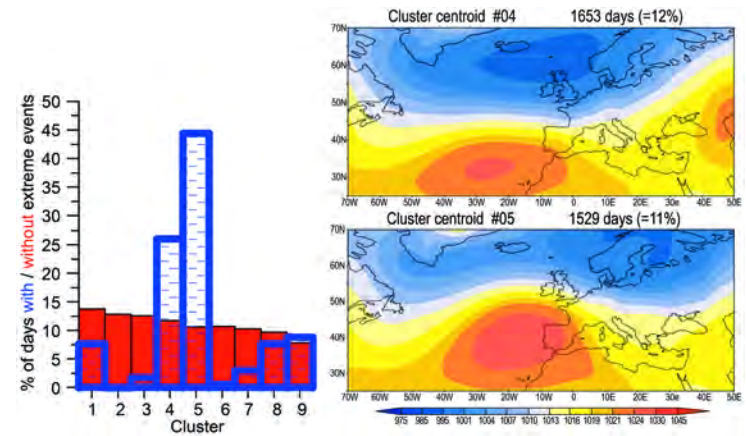 % of days with / without extreme events
50
45
40
35
30
25
20
15
10
5
0
1 2 3 4 5 6 7 8 9
Cluster
Cluster centroid #04 1653 days (=12%)
70N
60N
50N
40N
30N
70W 60W 50W 40W 30W 20W 10W 0 10E 20E 30E 40E 50E
Cluster centroid #05 1529 days (=11%)
70N
60N
50N
40N
30N
70W 60W 50W 40W 30W 20W 10W 0 10E 20E 30E 40E 50E
975 985 995 1001 1004 1007 1010 1013 1016 1019 1021 1024 1030 1045